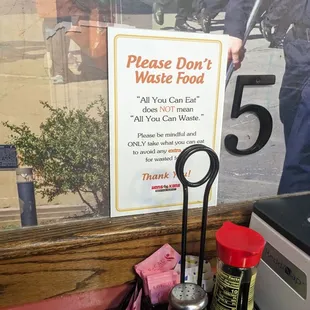 Please Don't
Waste Food
"All You Can Eat"
does NOT mean
"All You Can Waste."
Please be mindful and
ONLY take what you can eat
to avoid any extra
for wasted
Thank You
5